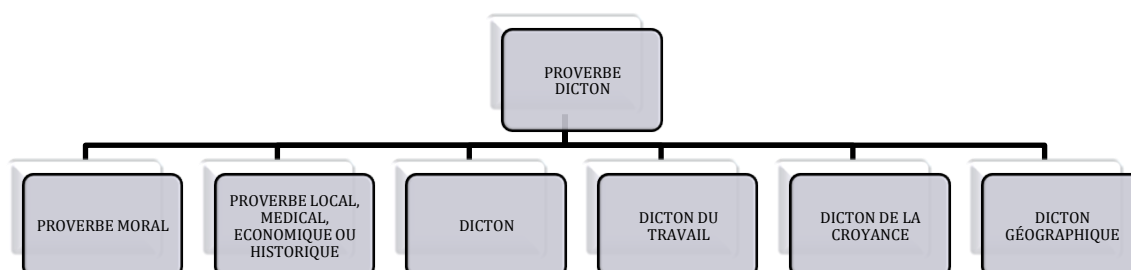 PROVERBE
DICTON
PROVERBE MORAL
PROVERBE LOCAL,
MEDICAL,
ECONOMIQUE OU
HISTORIQUE
DICTON
DICTON DU
TRAVAIL
DICTON DE LA
CROYANCE
DICTON
GÉOGRAPHIQUE